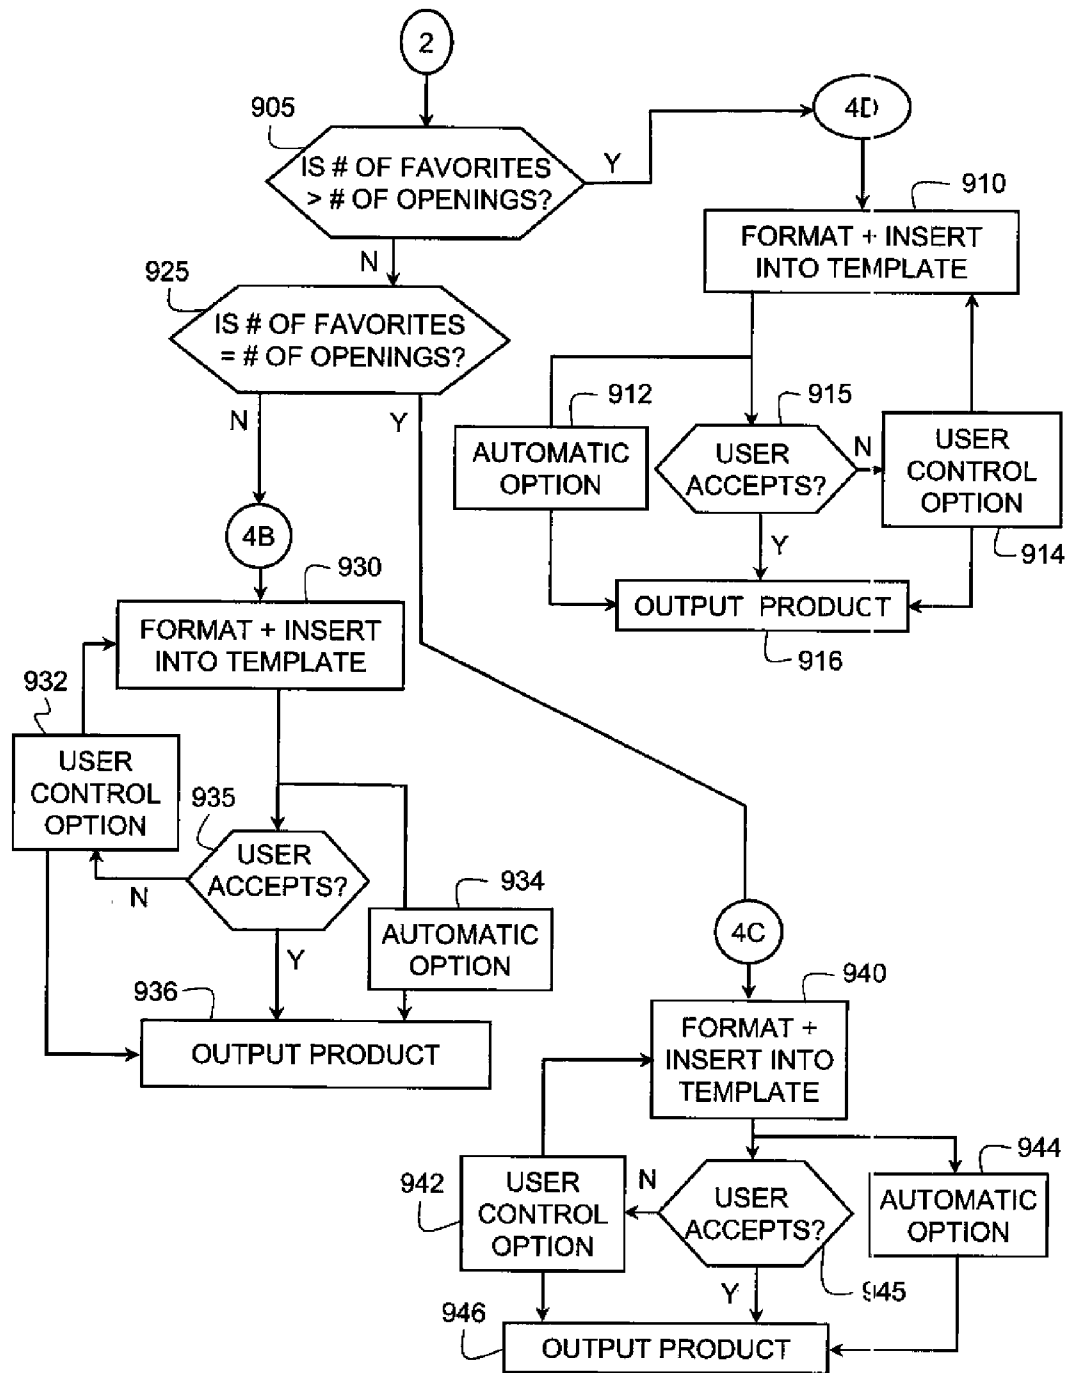 2
905
IS # OF FAVORITES
> # OF OPENINGS?
Y
4D
910
FORMAT + INSERT
INTO TEMPLATE
N
925
IS # OF FAVORITES
= # OF OPENINGS?
N
Y
912
AUTOMATIC
OPTION
915
USER
ACCEPTS?
N
USER
CONTROL
OPTION
914
Y
OUTPUT PRODUCT
916
4B
930
FORMAT + INSERT
INTO TEMPLATE
932
USER
CONTROL
OPTION
935
USER
ACCEPTS?
N
Y
934
AUTOMATIC
OPTION
936
OUTPUT PRODUCT
4C
940
FORMAT +
INSERT INTO
TEMPLATE
942
USER
CONTROL
OPTION
N
USER
ACCEPTS?
945
Y
944
AUTOMATIC
OPTION
946
OUTPUT PRODUCT